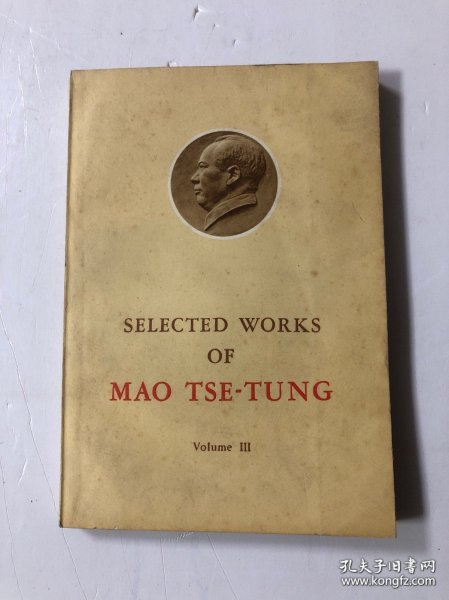 SELECTED WORKS
OF
MAO TSE-TUNG
Volume III
孔夫子旧书网
www.kongfz.com